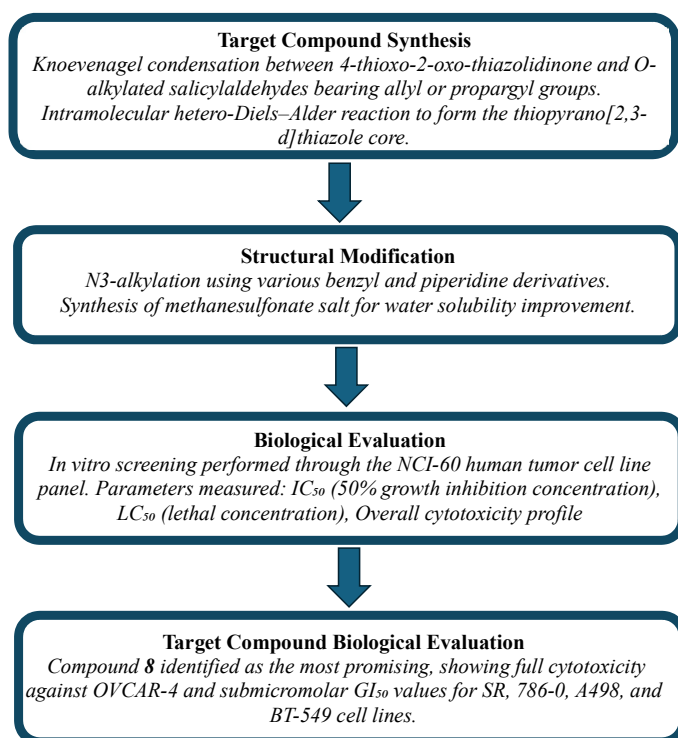 Target Compound Synthesis
Knoevenagel condensation between 4-thioxo-2-oxo-thiazolidinone and O-
alkylated salicylaldehydes bearing allyl or propargyl groups.
Intramolecular hetero-Diels–Alder reaction to form the thiopyrano[2,3-
d]thiazole core.
Structural Modification
N3-alkylation using various benzyl and piperidine derivatives.
Synthesis of methanesulfonate salt for water solubility improvement.
Biological Evaluation
In vitro screening performed through the NCI-60 human tumor cell line
panel. Parameters measured: IC₅₀ (50% growth inhibition concentration),
LC₅₀ (lethal concentration), Overall cytotoxicity profile
Target Compound Biological Evaluation
Compound 8 identified as the most promising, showing full cytotoxicity
against OVCAR-4 and submicromolar GI₅₀ values for SR, 786-0, A498, and
BT-549 cell lines.